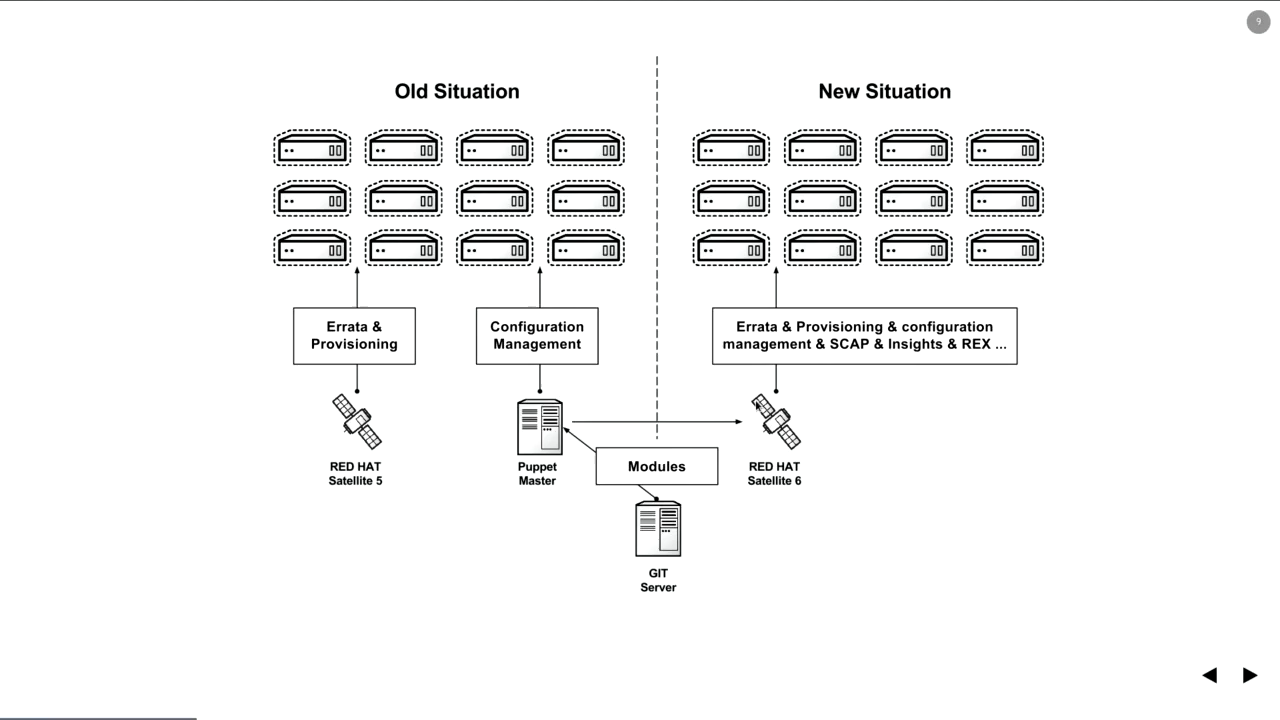 9
Old Situation
New Situation
Errata &
Provisioning
Configuration
Management
Errata & Provisioning & configuration
management & SCAP & Insights & REX ...
RED HAT
Satellite 5
Puppet
Master
Modules
RED HAT
Satellite 6
GIT
Server